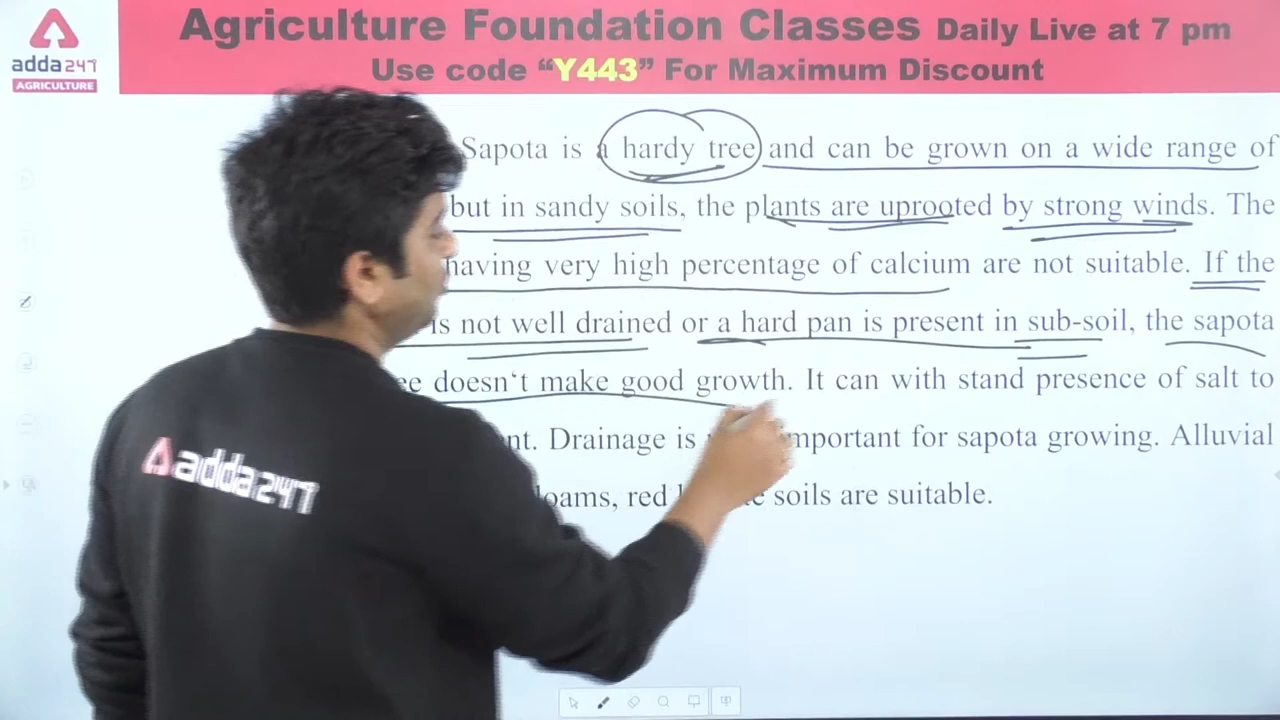 Agriculture Foundation Classes Daily Live at 7 pm
Use code “Y443” For Maximum Discount
adda247
AGRICULTURE
Sapota is a hardy tree and can be grown on a wide range of
but in sandy soils, the plants are uprooted by strong winds. The
having very high percentage of calcium are not suitable. If the
is not well drained or a hard pan is present in sub-soil, the sapota
doesn‘t make good growth. It can with stand presence of salt to
Drainage is important for sapota growing. Alluvial
red soils are suitable.
adda247